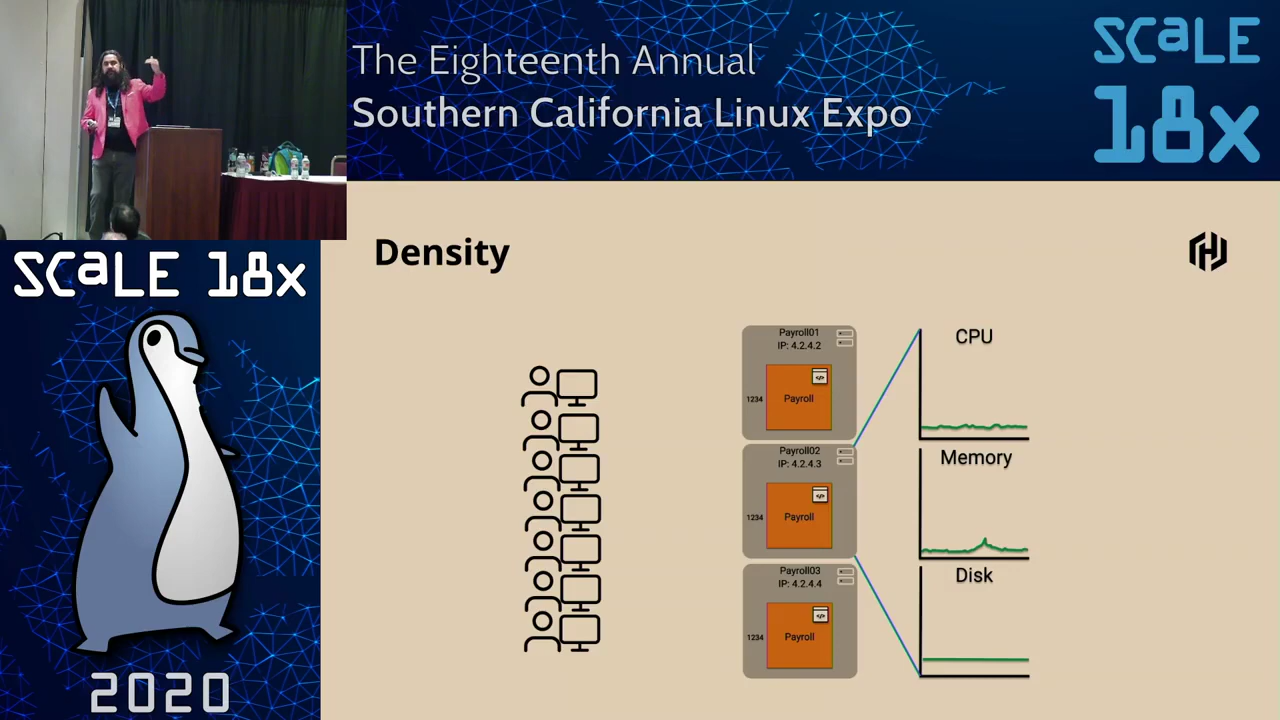 The Eighteenth Annual
Southern California Linux Expo
SCaLE
18x
SCaLE 18x
2020
Density
Payroll01
IP: 4.2.4.2
1234
Payroll
Payroll02
IP: 4.2.4.3
1234
Payroll
Payroll03
IP: 4.2.4.4
1234
Payroll
CPU
Memory
Disk